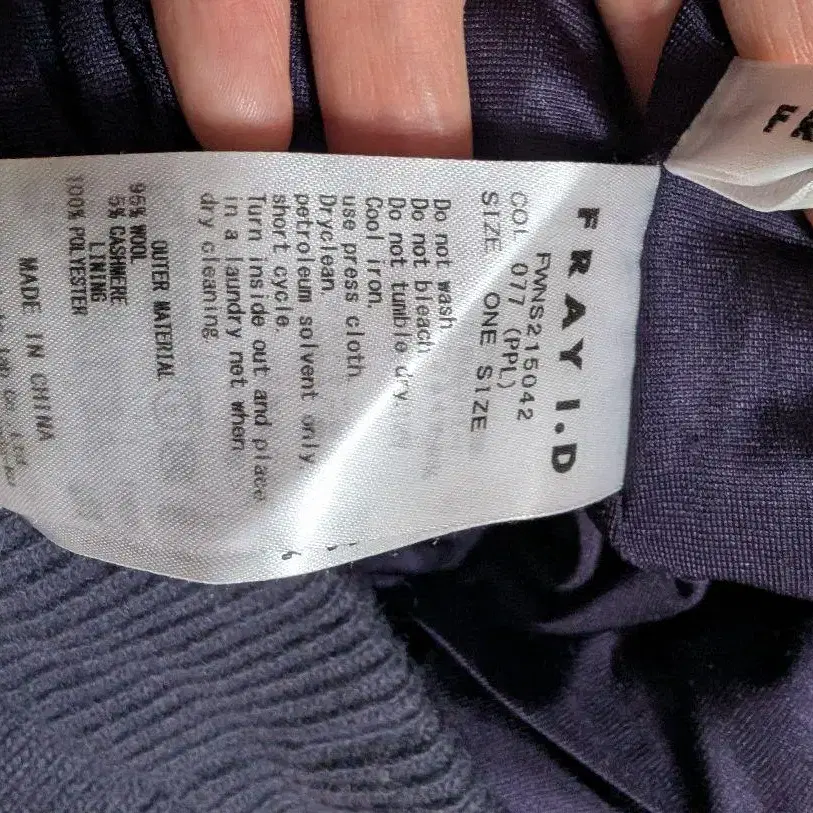 FRAY I.D
FWNS215042
COL 077 (PPL)
SIZE ONE SIZE
Do not wash
Do not bleach
Do not tumble dry.
Cool iron.
use press cloth.
Dryclean.
petroleum solvent only
short cycle.
Turn inside out and place
in a laundry net when
dry cleaning.
OUTER MATERIAL
95% WOOL
5% CASHMERE
LINING
100% POLYESTER
MADE IN CHINA